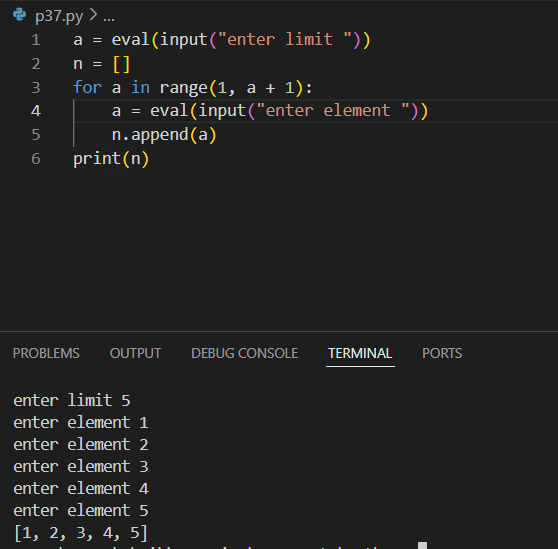 p37.py > ...
1 a = eval(input("enter limit "))
2 n = []
3 for a in range(1, a + 1):
4     a = eval(input("enter element "))
5     n.append(a)
6 print(n)
PROBLEMS OUTPUT DEBUG CONSOLE TERMINAL PORTS
enter limit 5
enter element 1
enter element 2
enter element 3
enter element 4
enter element 5
[1, 2, 3, 4, 5]